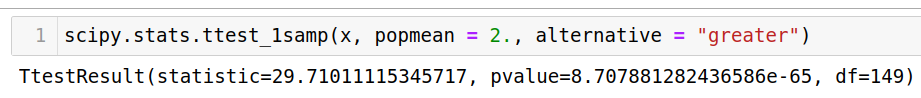 1 scipy.stats.ttest_1samp(x, popmean = 2., alternative = "greater")
TtestResult(statistic=29.71011115345717, pvalue=8.707881282436586e-65, df=149)